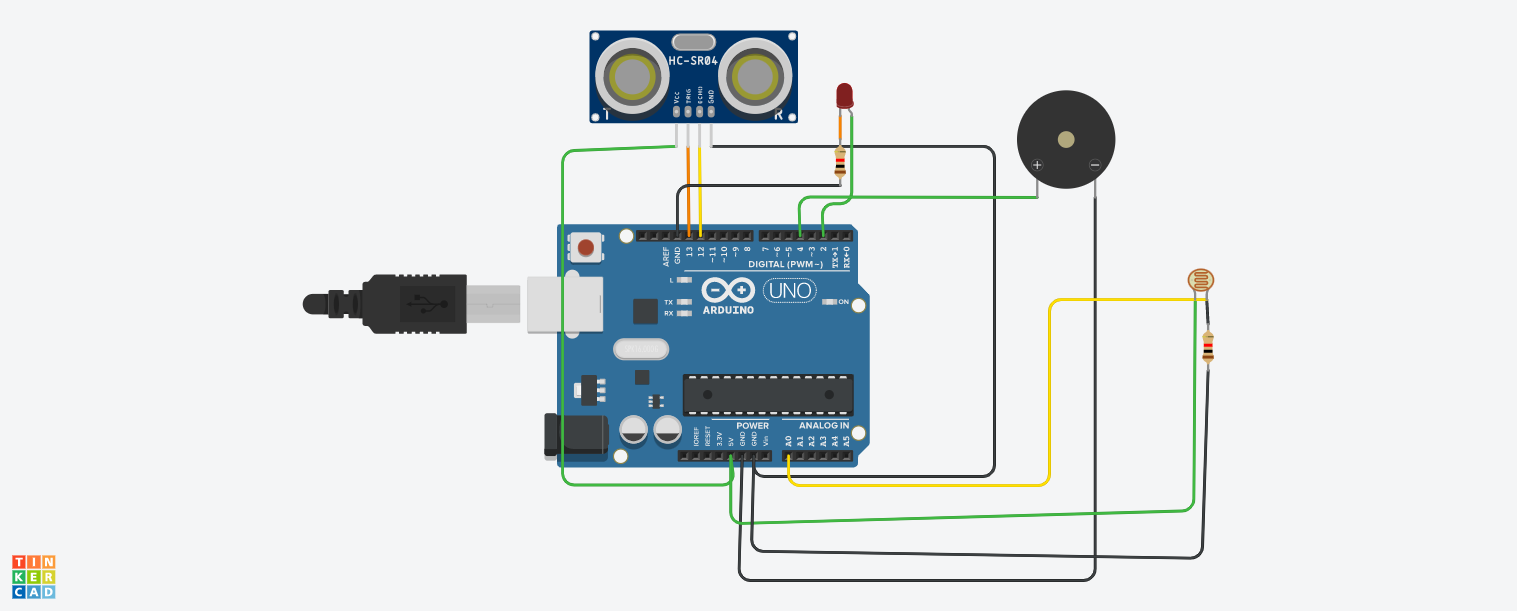 HC-SR04
VCC
TRIG
ECHO
GND
T
R
+
−
AREF
GND
13
12
~11
~10
~9
8
7
~6
~5
4
~3
2
TX→1
RX←0
DIGITAL (PWM~)
L
TX
RX
ARDUINO
UNO
ON
POWER
ANALOG IN
IOREF
RESET
3.3V
5V
GND
GND
Vin
A0
A1
A2
A3
A4
A5
TIN
KER
CAD